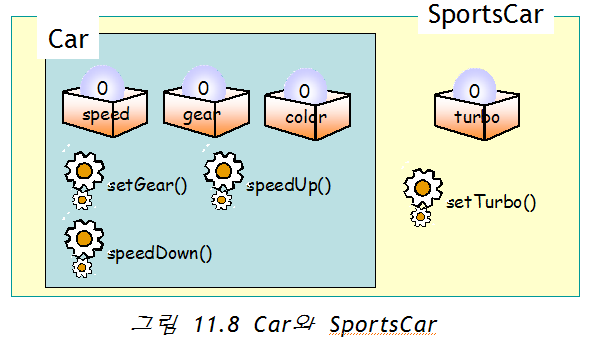 SportsCar
Car
0 0 0 0
speed gear color turbo
setGear() speedUp() setTurbo()
speedDown()
그림 11.8 Car와 SportsCar